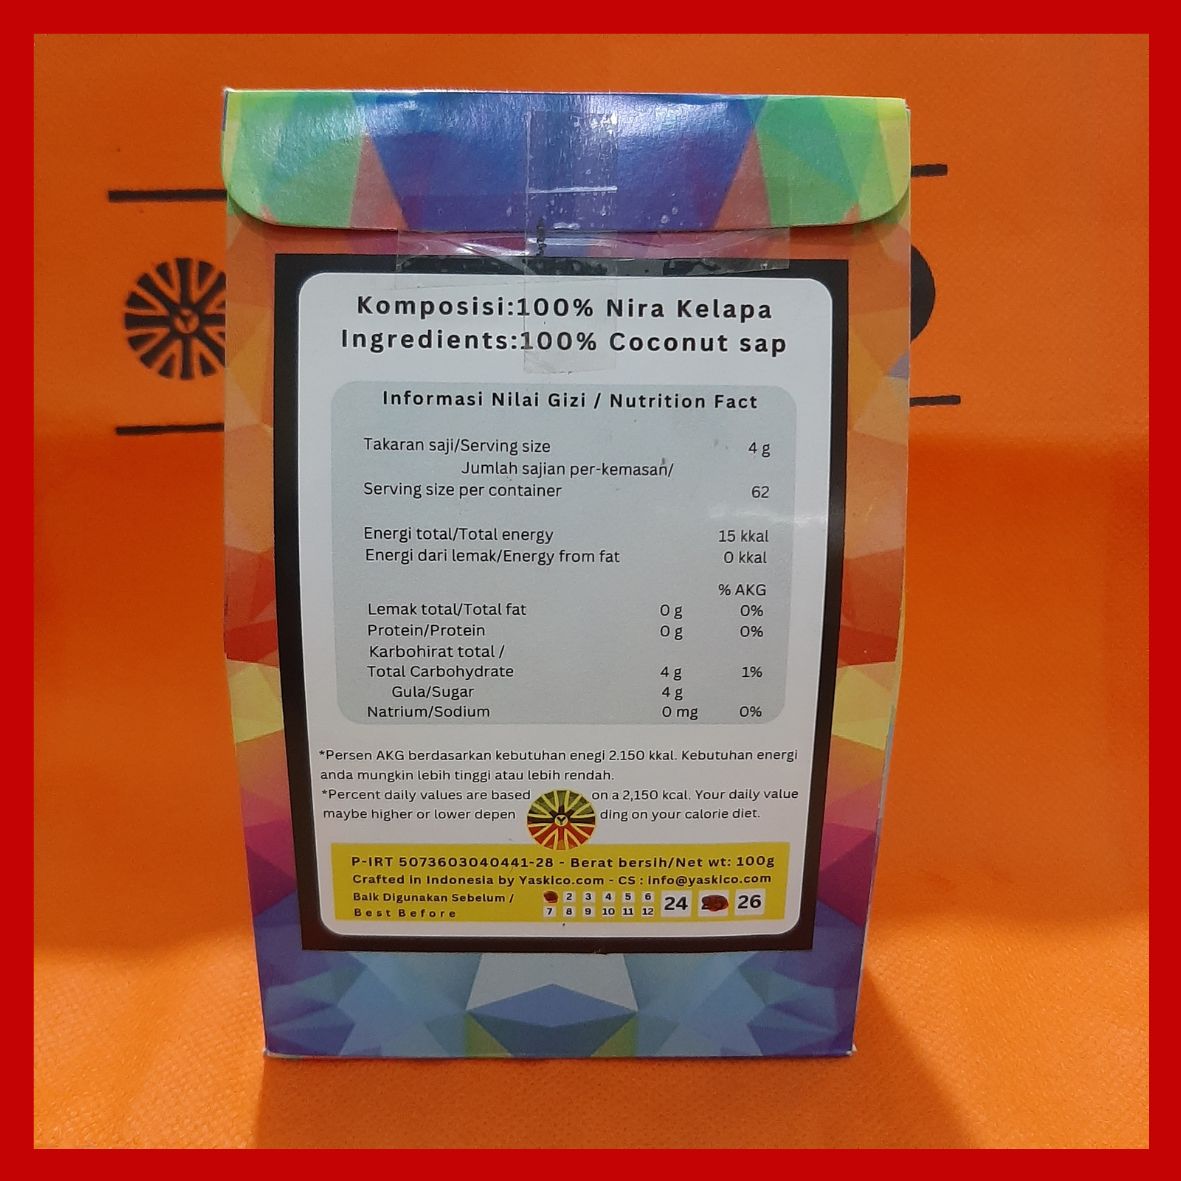 Komposisi:100% Nira Kelapa
Ingredients:100% Coconut sap
Informasi Nilai Gizi / Nutrition Fact
Takaran saji/Serving size 4 g
Jumlah sajian per-kemasan/
Serving size per container 62
Energi total/Total energy 15 kkal
Energi dari lemak/Energy from fat 0 kkal
% AKG
Lemak total/Total fat 0 g 0%
Protein/Protein 0 g 0%
Karbohirat total /
Total Carbohydrate 4 g 1%
Gula/Sugar 4 g
Natrium/Sodium 0 mg 0%
*Persen AKG berdasarkan kebutuhan enegi 2.150 kkal. Kebutuhan energi
anda mungkin lebih tinggi atau lebih rendah.
*Percent daily values are based on a 2,150 kcal. Your daily value
maybe higher or lower depen ding on your calorie diet.
P-IRT 5073603040441-28 - Berat bersih/Net wt: 100g
Crafted in Indonesia by Yaskico.com - CS : info@yaskico.com
Baik Digunakan Sebelum / 2 3 4 5 6
Best Before 7 8 9 10 11 12 24 26